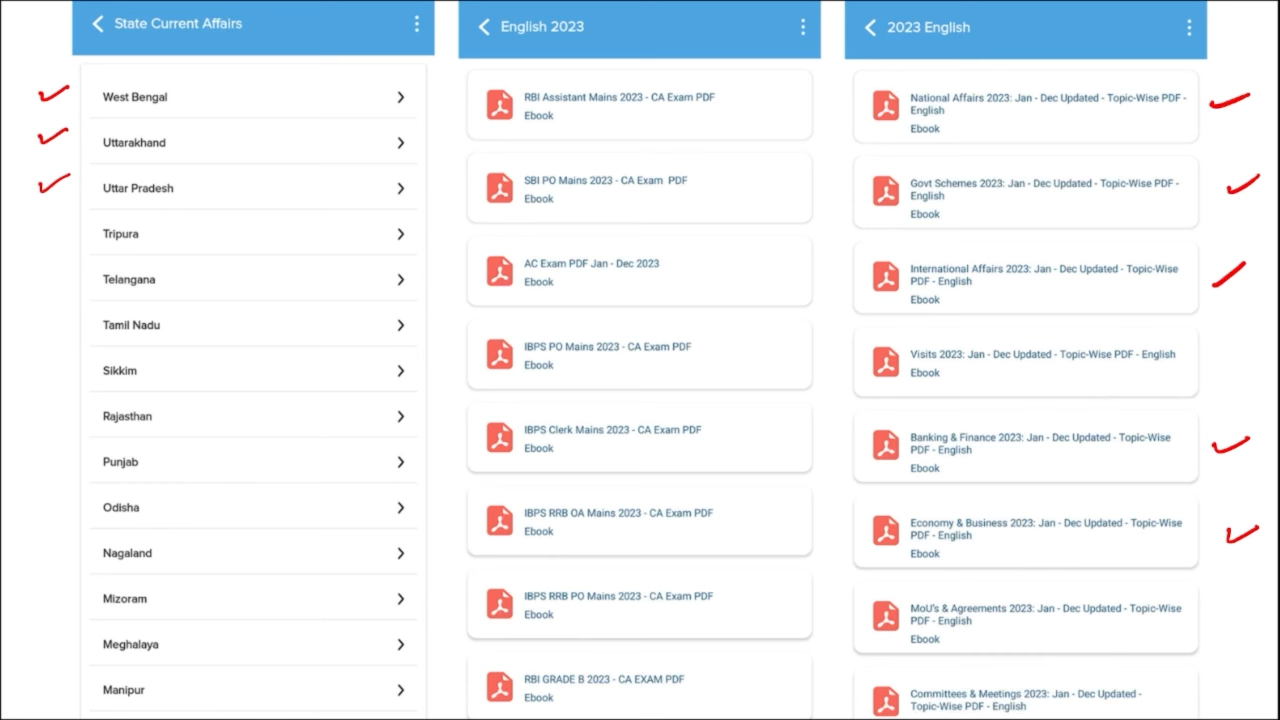 State Current Affairs
West Bengal
Uttarakhand
Uttar Pradesh
Tripura
Telangana
Tamil Nadu
Sikkim
Rajasthan
Punjab
Odisha
Nagaland
Mizoram
Meghalaya
Manipur
English 2023
RBI Assistant Mains 2023 - CA Exam PDF
Ebook
SBI PO Mains 2023 - CA Exam PDF
Ebook
AC Exam PDF Jan - Dec 2023
Ebook
IBPS PO Mains 2023 - CA Exam PDF
Ebook
IBPS Clerk Mains 2023 - CA Exam PDF
Ebook
IBPS RRB OA Mains 2023 - CA Exam PDF
Ebook
IBPS RRB PO Mains 2023 - CA Exam PDF
Ebook
RBI GRADE B 2023 - CA EXAM PDF
Ebook
2023 English
National Affairs 2023: Jan - Dec Updated - Topic-Wise PDF -
English
Ebook
Govt Schemes 2023: Jan - Dec Updated - Topic-Wise PDF -
English
Ebook
International Affairs 2023: Jan - Dec Updated - Topic-Wise
PDF - English
Ebook
Visits 2023: Jan - Dec Updated - Topic-Wise PDF - English
Ebook
Banking & Finance 2023: Jan - Dec Updated - Topic-Wise
PDF - English
Ebook
Economy & Business 2023: Jan - Dec Updated - Topic-Wise
PDF - English
Ebook
MoU's & Agreements 2023: Jan - Dec Updated - Topic-Wise
PDF - English
Ebook
Committees & Meetings 2023: Jan - Dec Updated -
Topic-Wise PDF - English